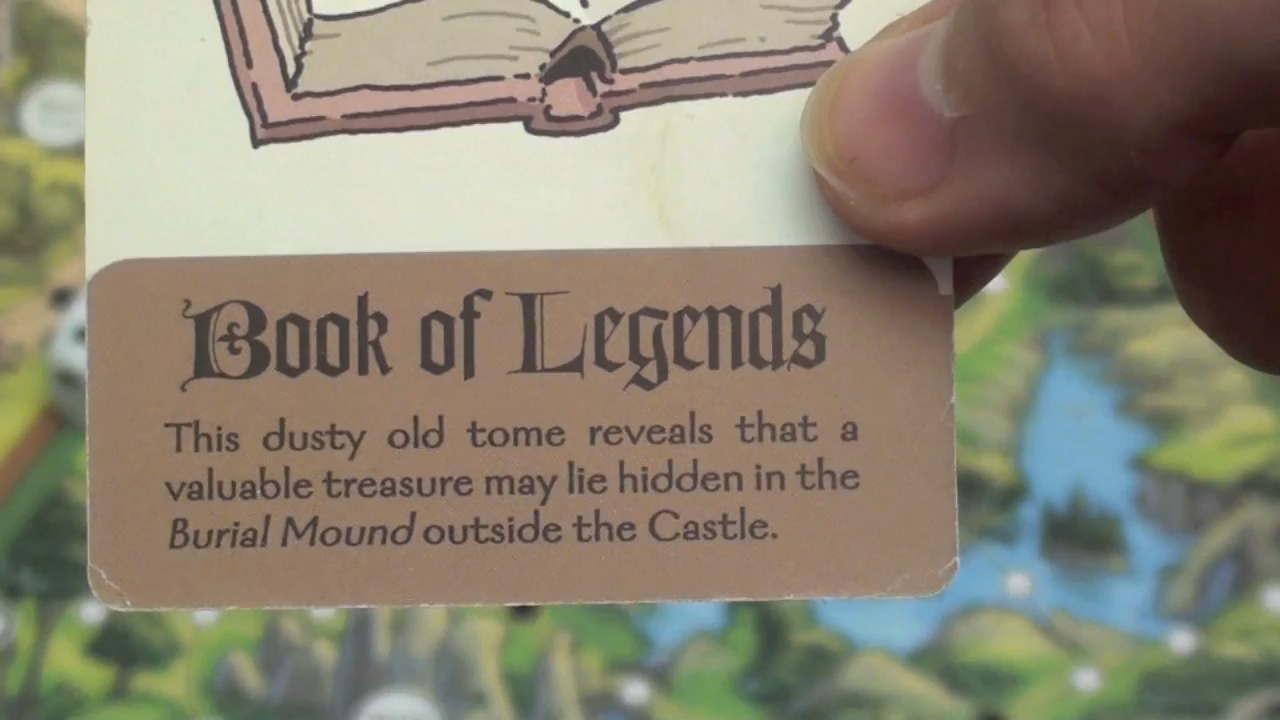 Book of Legends
This dusty old tome reveals that a
valuable treasure may lie hidden in the
Burial Mound outside the Castle.